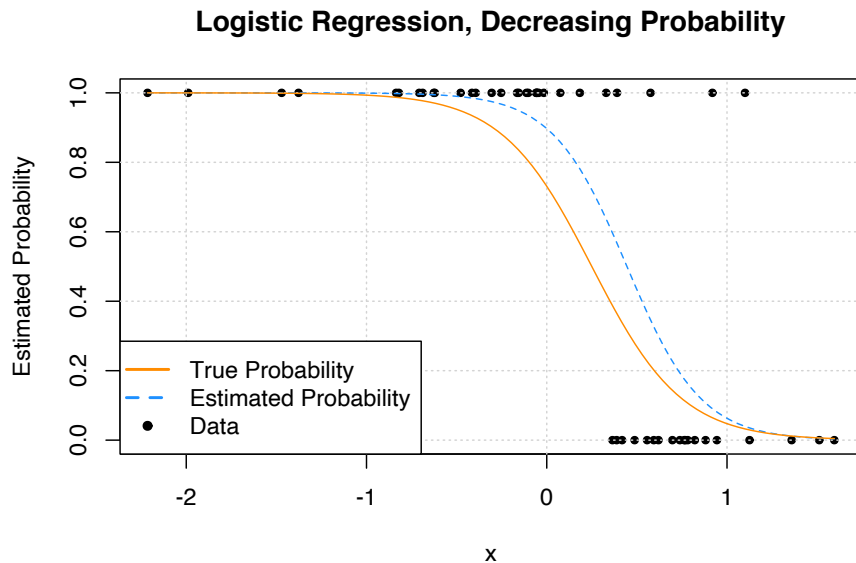 Logistic Regression, Decreasing Probability
Estimated Probability
1.0
0.8
0.6
0.4
0.2
0.0
True Probability
Estimated Probability
Data
-2 -1 0 1
x